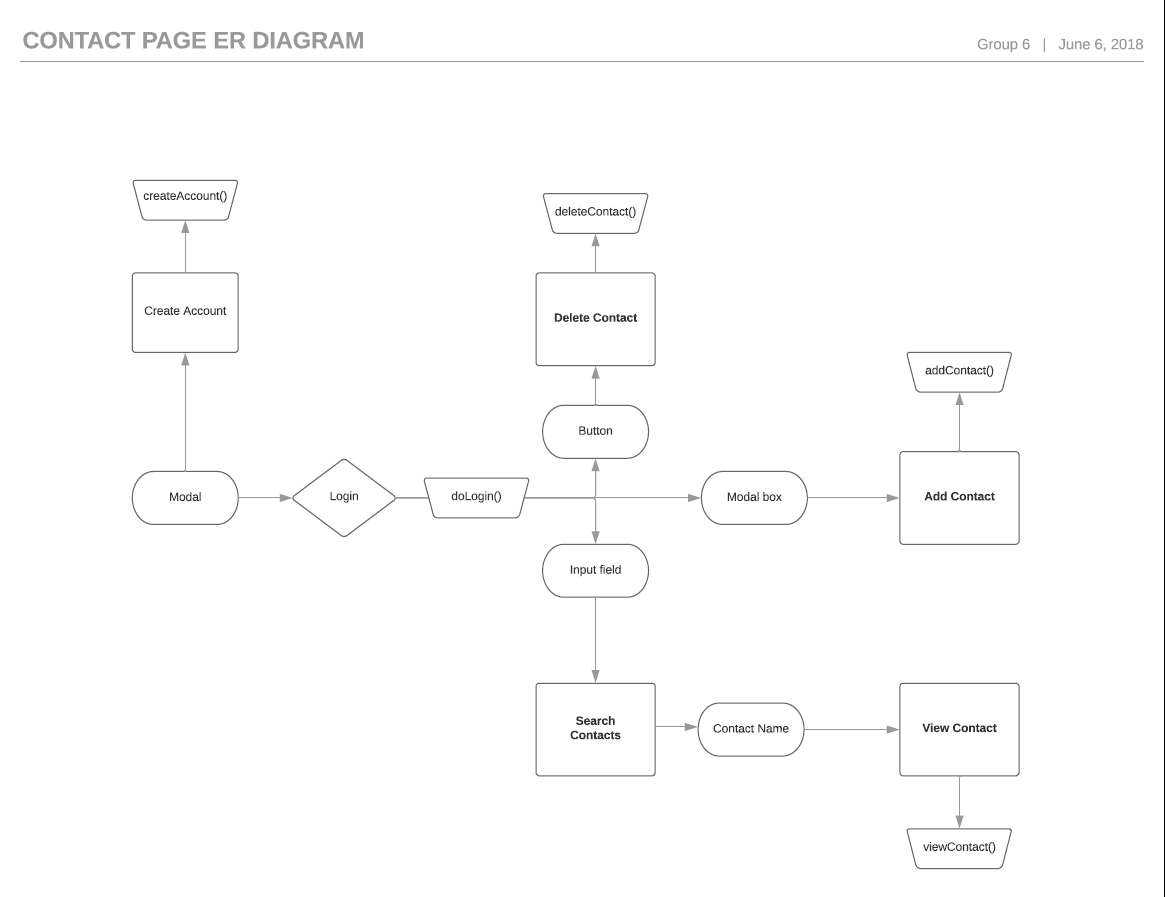 CONTACT PAGE ER DIAGRAM
Group 6 | June 6, 2018
createAccount()
deleteContact()
Create Account
Delete Contact
addContact()
Button
Modal
Login
doLogin()
Modal box
Add Contact
Input field
Search
Contacts
Contact Name
View Contact
viewContact()